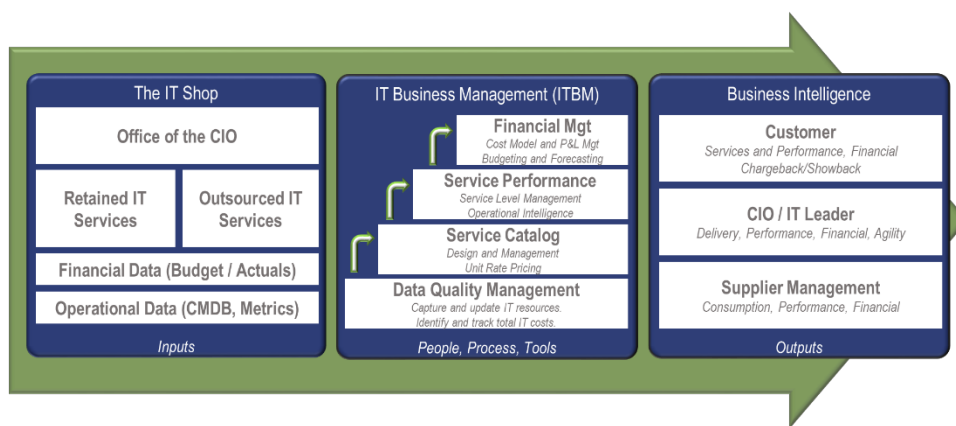 The IT Shop
Office of the CIO
Retained IT
Services
Outsourced IT
Services
Financial Data (Budget / Actuals)
Operational Data (CMDB, Metrics)
Inputs
IT Business Management (ITBM)
Financial Mgt
Cost Model and P&L Mgt
Budgeting and Forecasting
Service Performance
Service Level Management
Operational Intelligence
Service Catalog
Design and Management
Unit Rate Pricing
Data Quality Management
Capture and update IT resources.
Identify and track total IT costs.
People, Process, Tools
Business Intelligence
Customer
Services and Performance, Financial
Chargeback/Showback
CIO / IT Leader
Delivery, Performance, Financial, Agility
Supplier Management
Consumption, Performance, Financial
Outputs